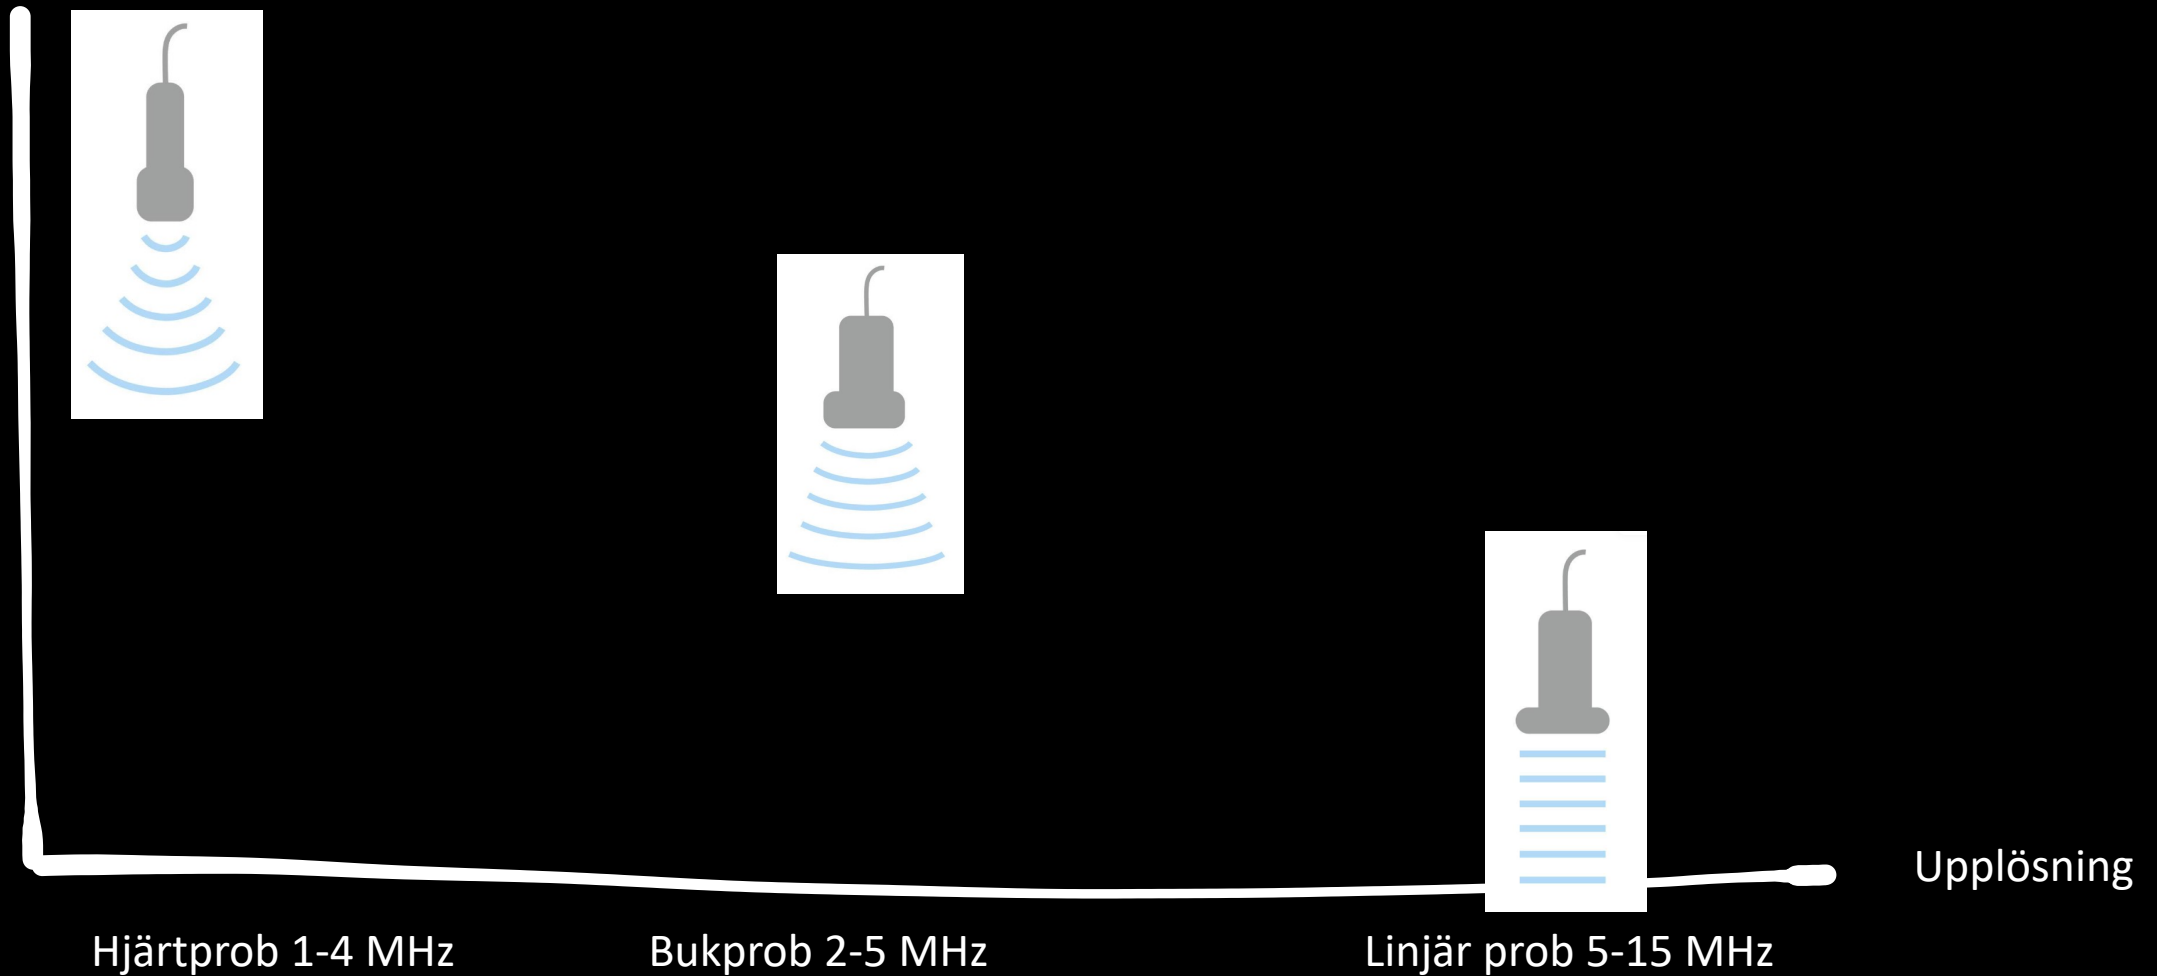 Upplösning
Hjärtprob 1-4 MHz
Bukprob 2-5 MHz
Linjär prob 5-15 MHz